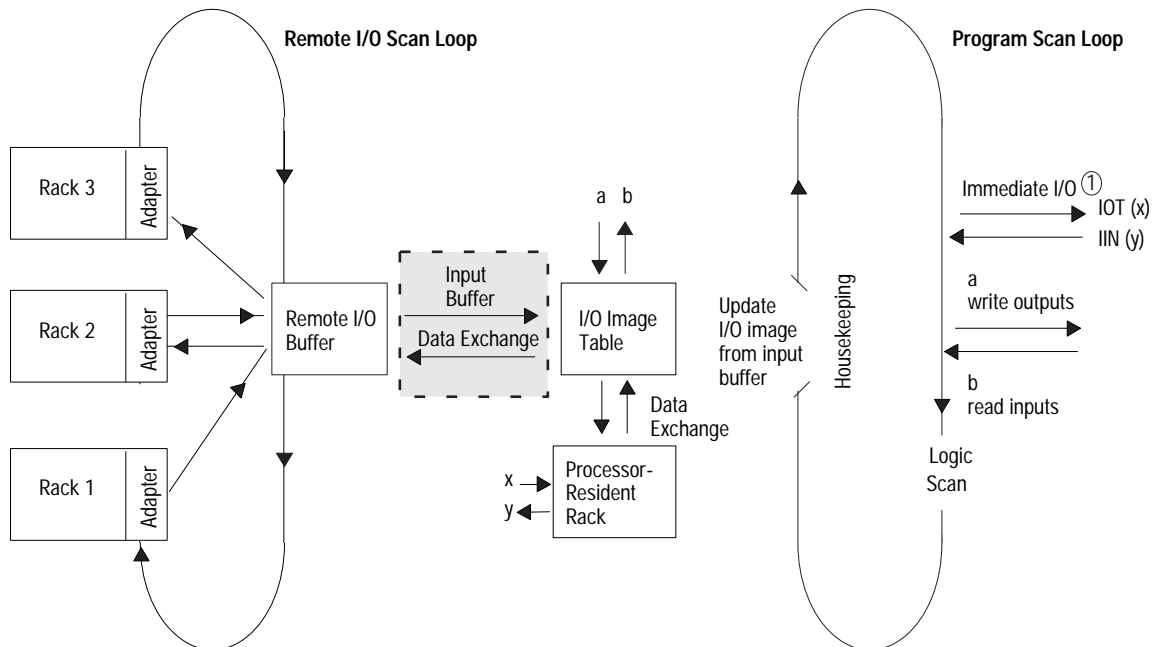 Remote I/O Scan Loop
Program Scan Loop
Rack 3
Adapter
Rack 2
Adapter
Rack 1
Adapter
Remote I/O
Buffer
Input
Buffer
Data Exchange
a
b
I/O Image
Table
Data
Exchange
x
y
Processor-
Resident
Rack
Update
I/O image
from input
buffer
Housekeeping
Immediate I/O ①
IOT (x)
IIN (y)
a
write outputs
b
read inputs
Logic
Scan